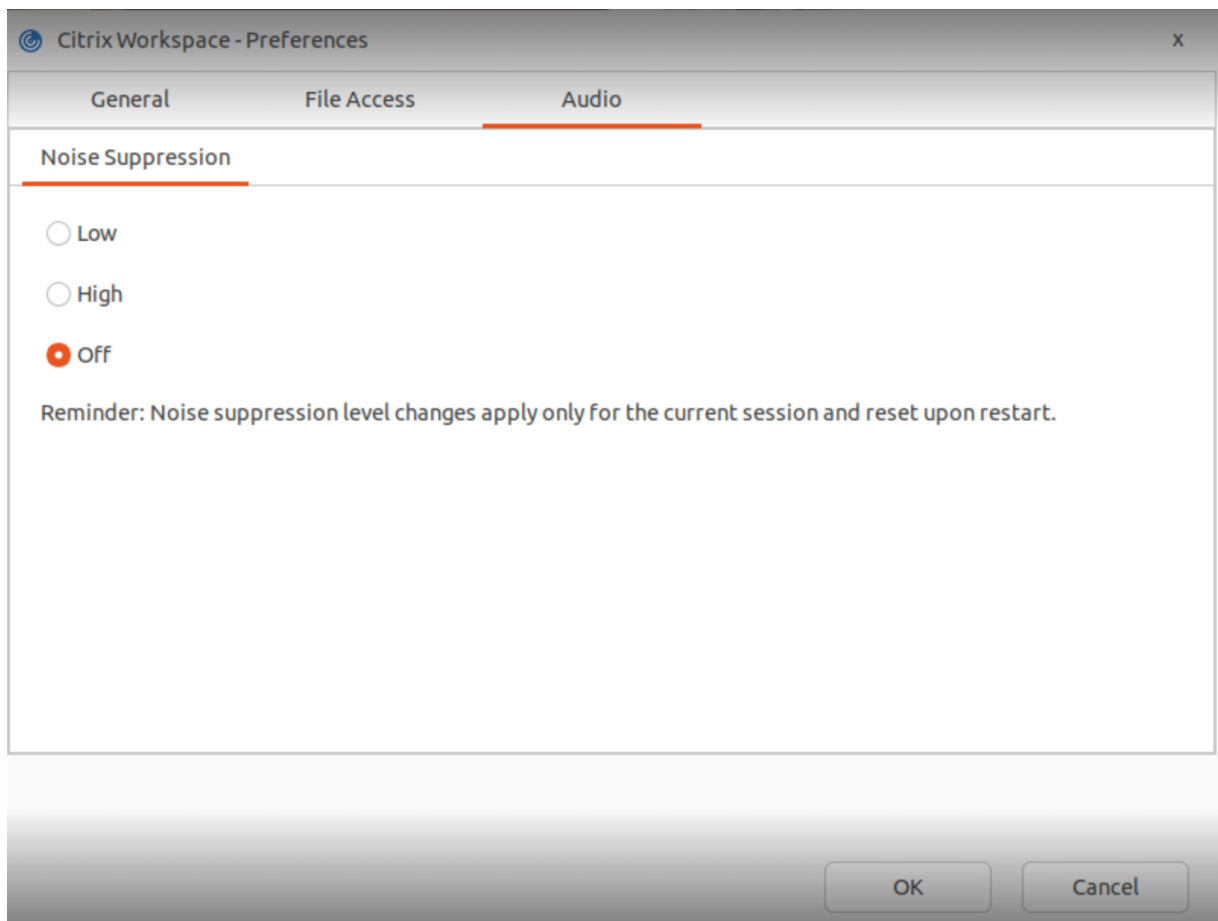 Citrix Workspace - Preferences x
General File Access Audio
Noise Suppression
Low
High
Off
Reminder: Noise suppression level changes apply only for the current session and reset upon restart.
OK Cancel